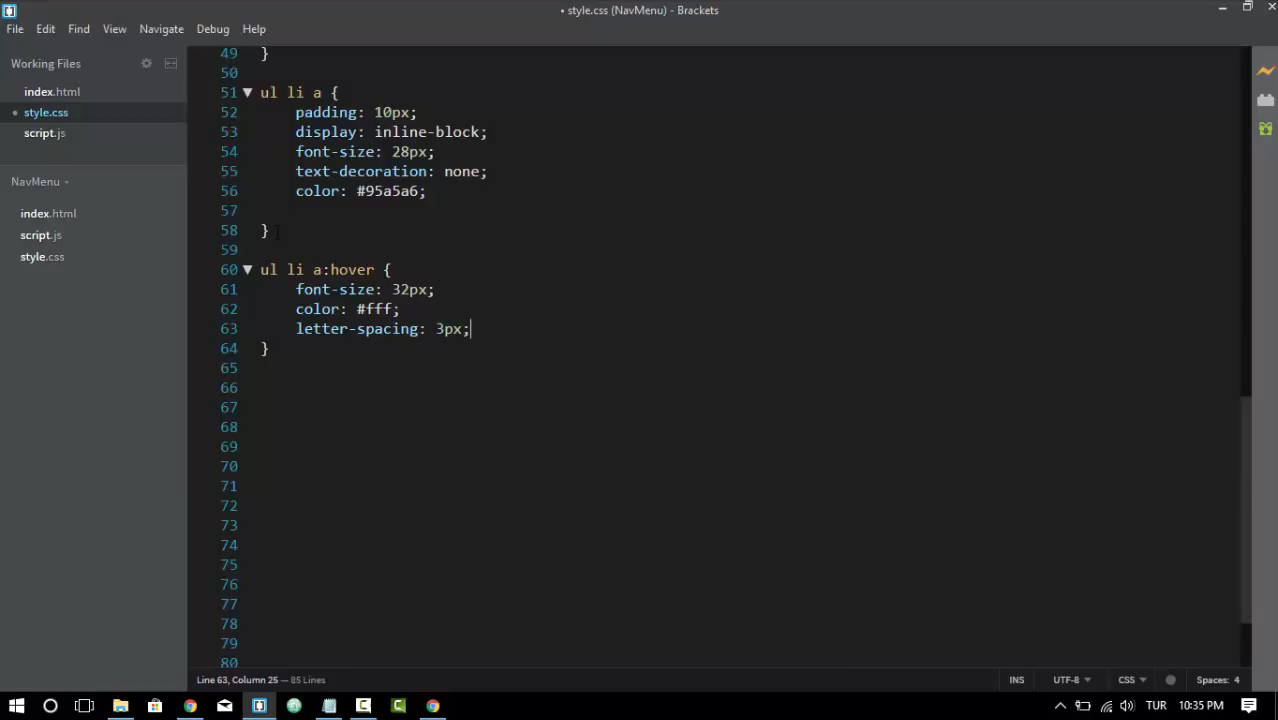 • style.css (NavMenu) - Brackets
File Edit Find View Navigate Debug Help
Working Files
index.html
• style.css
script.js
NavMenu
index.html
script.js
style.css
49 }
50
51 ul li a {
52 padding: 10px;
53 display: inline-block;
54 font-size: 28px;
55 text-decoration: none;
56 color: #95a5a6;
57
58 }
59
60 ul li a:hover {
61 font-size: 32px;
62 color: #fff;
63 letter-spacing: 3px;
64 }
65
66
67
68
69
70
71
72
73
74
75
76
77
78
79
80
Line 63, Column 25 — 85 Lines
INS UTF-8 CSS Spaces: 4
TUR 10:35 PM